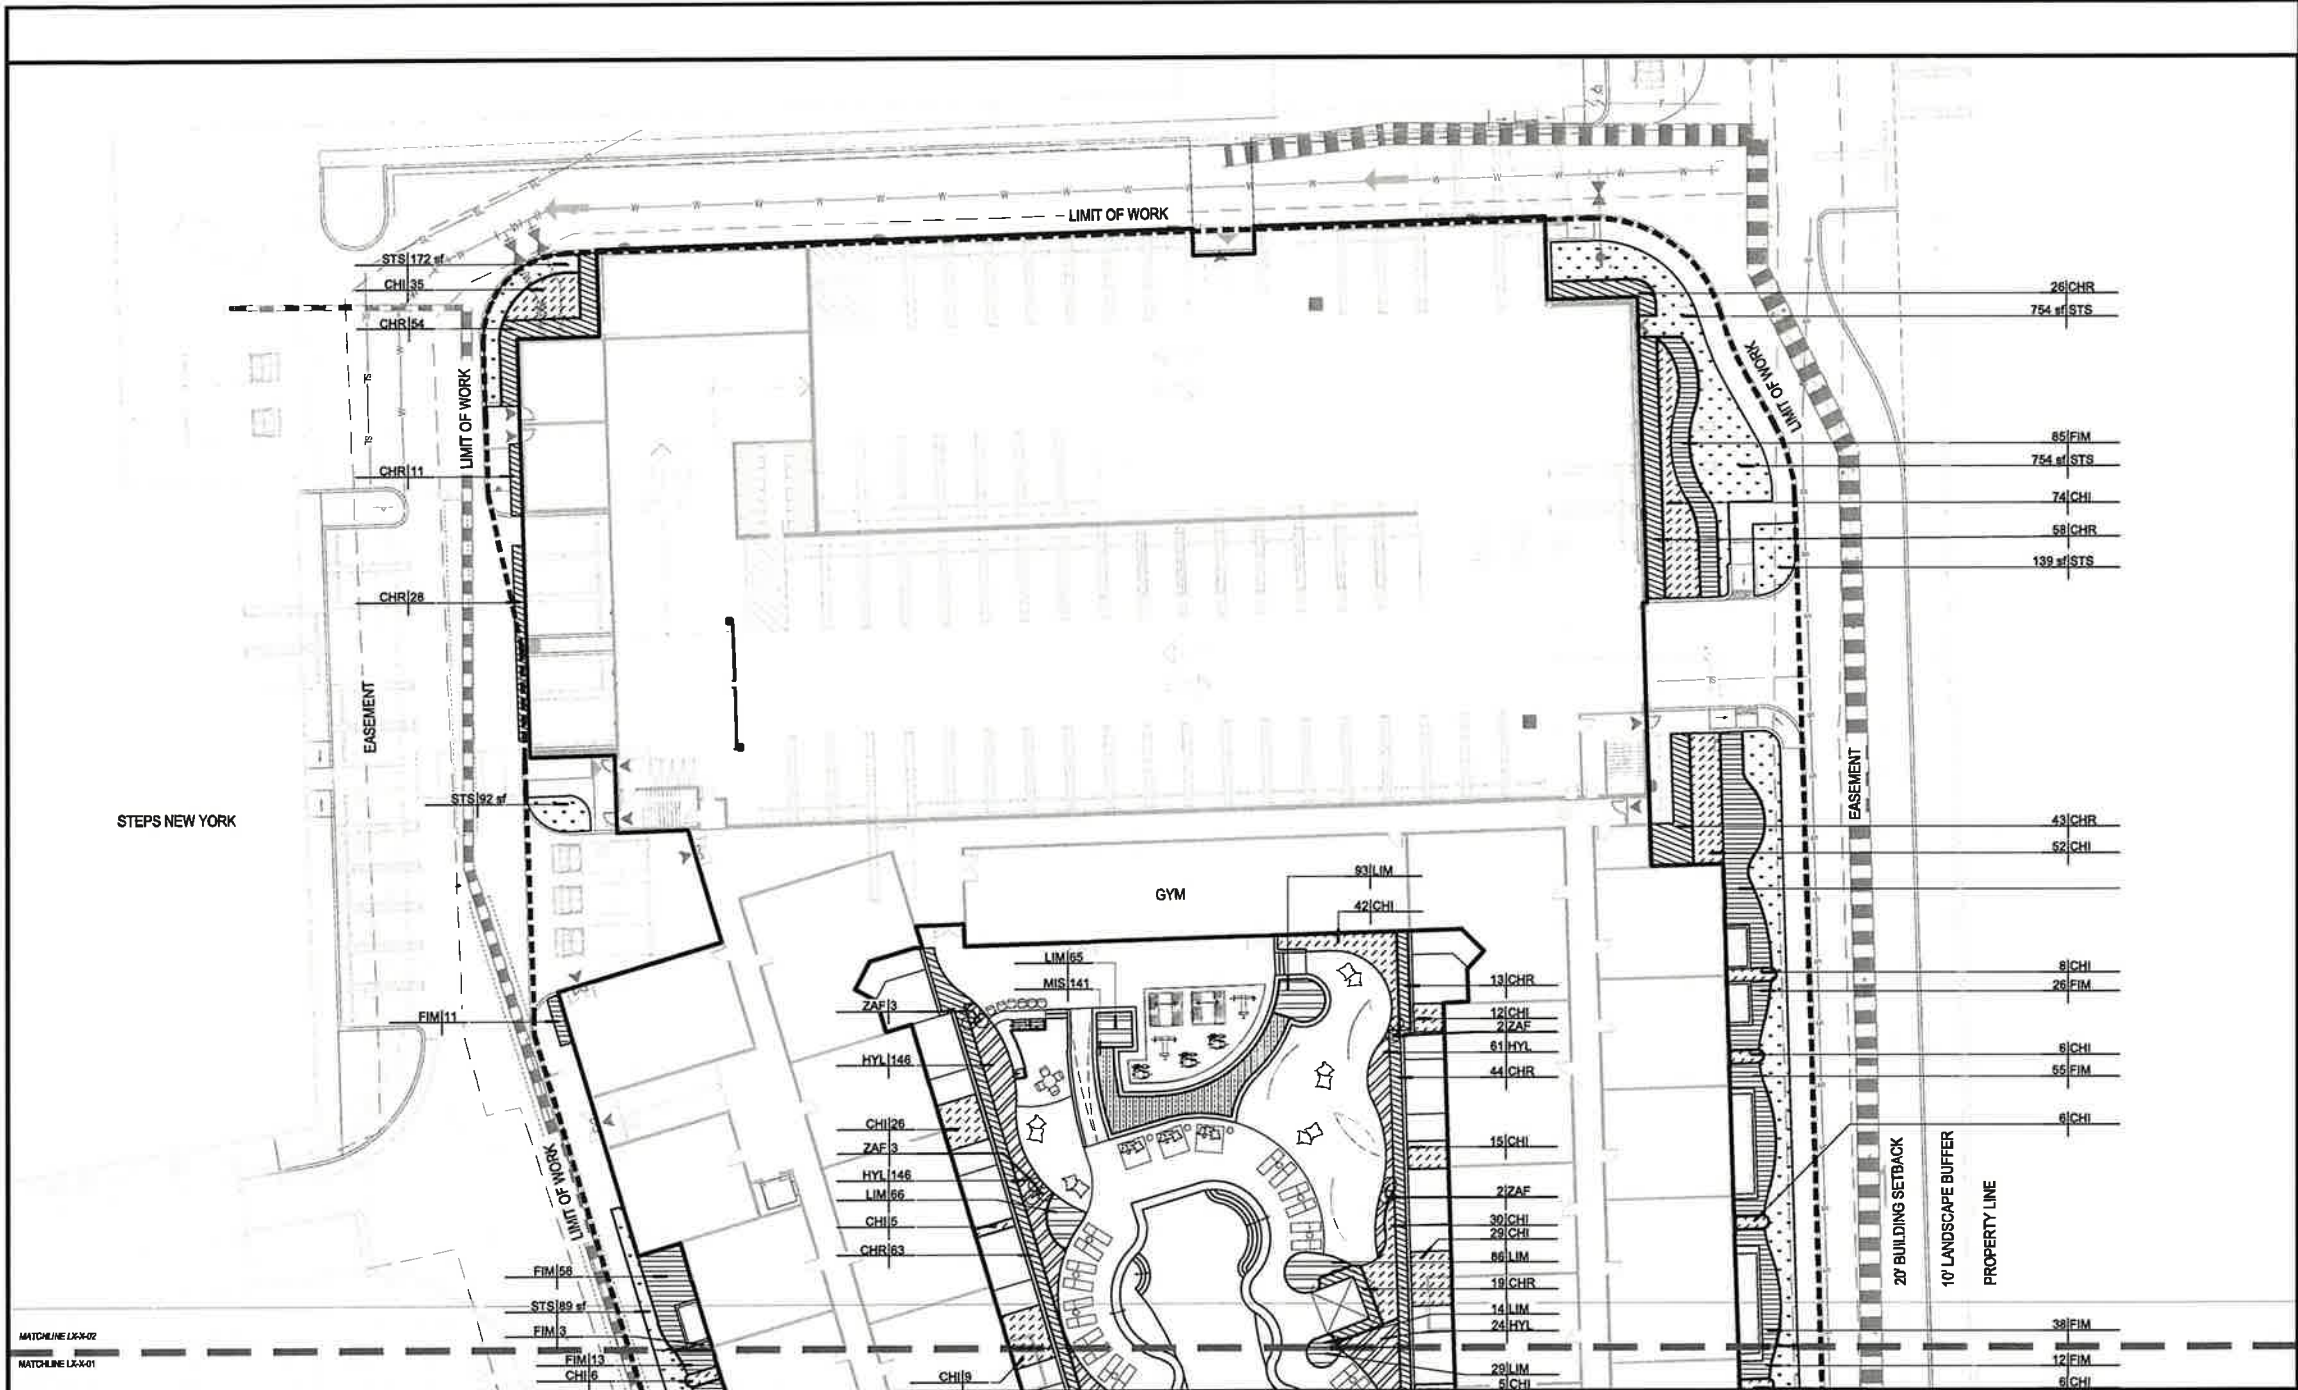 LIMIT OF WORK
STS 172 sf
CHI 35
CHR 54
LIMIT OF WORK
CHR 11
CHR 28
EASEMENT
STS 92 sf
STEPS NEW YORK
FIM 11
LIMIT OF WORK
FIM 58
STS 89 sf
FIM 3
MATCHLINE LX-X-02
MATCHLINE LX-X-01
FIM 13
CHI 6
GYM
93 LIM
42 CHI
LIM 65
MIS 141
ZAF 3
HYL 146
CHI 26
ZAF 3
HYL 146
LIM 66
CHI 5
CHR 63
CHI 9
13 CHR
12 CHI
2 ZAF
61 HYL
44 CHR
15 CHI
2 ZAF
30 CHI
29 CHI
86 LIM
19 CHR
14 LIM
24 HYL
29 LIM
5 CHI
LIMIT OF WORK
26 CHR
754 sf STS
85 FIM
754 sf STS
74 CHI
58 CHR
139 sf STS
EASEMENT
43 CHR
52 CHI
8 CHI
26 FIM
6 CHI
55 FIM
6 CHI
20' BUILDING SETBACK
10' LANDSCAPE BUFFER
PROPERTY LINE
38 FIM
12 FIM
6 CHI